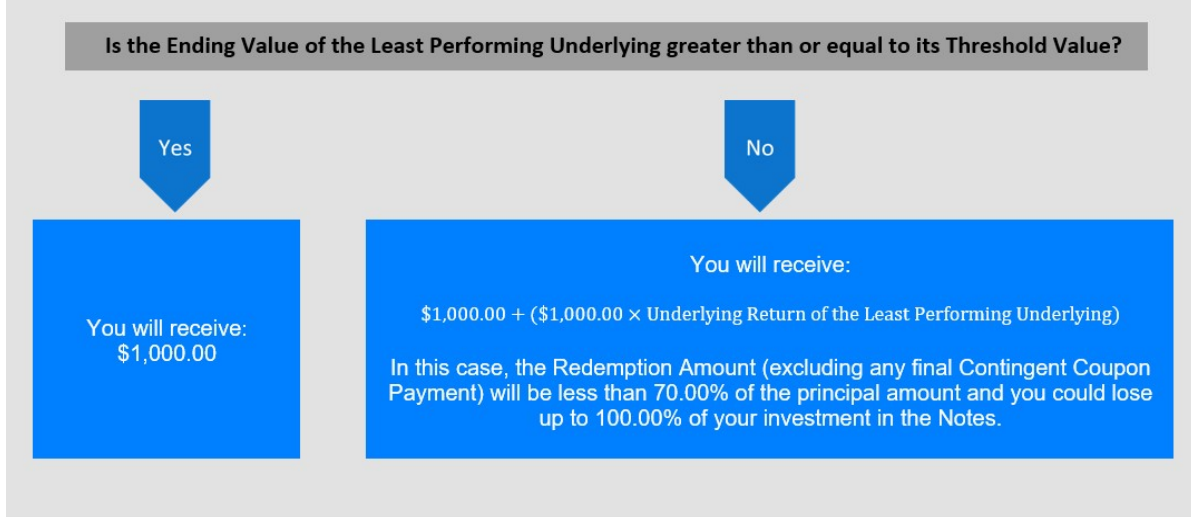 Is the Ending Value of the Least Performing Underlying greater than or equal to its Threshold Value?
Yes
No
You will receive:
$1,000.00
You will receive:
$1,000.00 + ($1,000.00 × Underlying Return of the Least Performing Underlying)
In this case, the Redemption Amount (excluding any final Contingent Coupon
Payment) will be less than 70.00% of the principal amount and you could lose
up to 100.00% of your investment in the Notes.